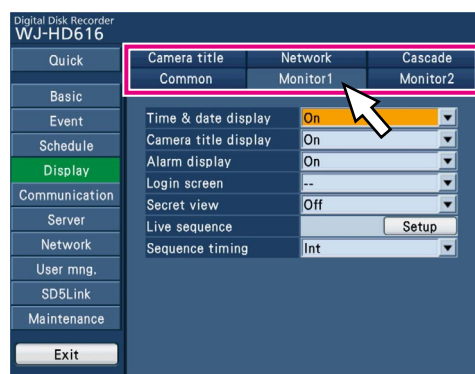 Digital Disk Recorder
WJ-HD616
Quick
Basic
Event
Schedule
Display
Communication
Server
Network
User mng.
SD5Link
Maintenance
Exit
Camera title Network Cascade
Common Monitor1 Monitor2
Time & date display On
Camera title display On
Alarm display On
Login screen --
Secret view Off
Live sequence Setup
Sequence timing Int